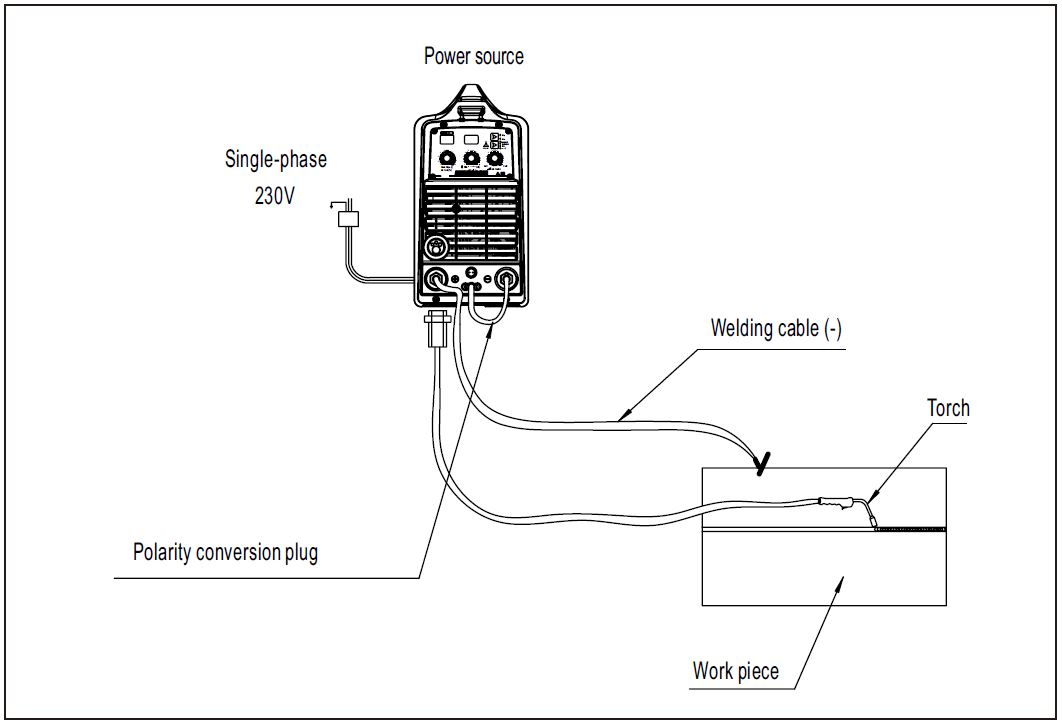 Power source
Single-phase
230V
Welding cable (-)
Torch
Polarity conversion plug
Work piece